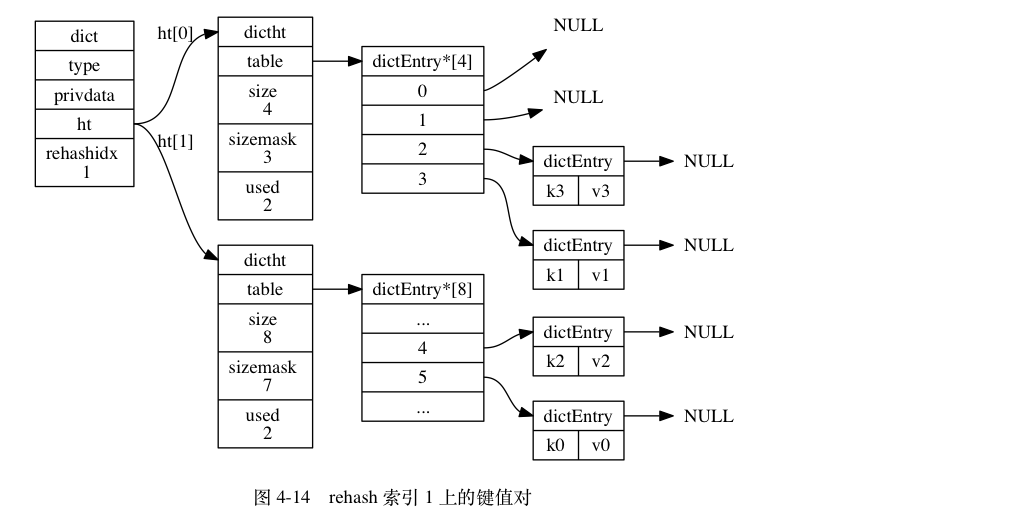 dict
type
privdata
ht
rehashidx
1
ht[0]
ht[1]
dictht
table
size
4
sizemask
3
used
2
dictEntry*[4]
0
1
2
3
NULL
NULL
dictEntry
k3 v3
NULL
dictEntry
k1 v1
NULL
dictht
table
size
8
sizemask
7
used
2
dictEntry*[8]
...
4
5
...
dictEntry
k2 v2
NULL
dictEntry
k0 v0
NULL
图 4-14 rehash 索引 1 上的键值对